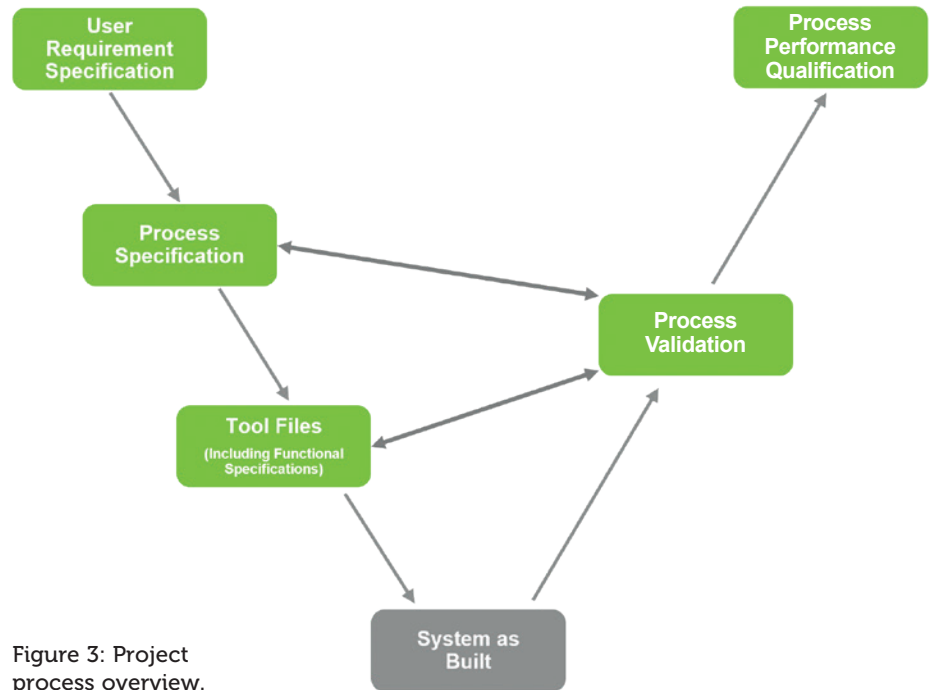 User
Requirement
Specification
Process
Performance
Qualification
Process
Specification
Process
Validation
Tool Files
(Including Functional
Specifications)
System as
Built
Figure 3: Project
process overview.